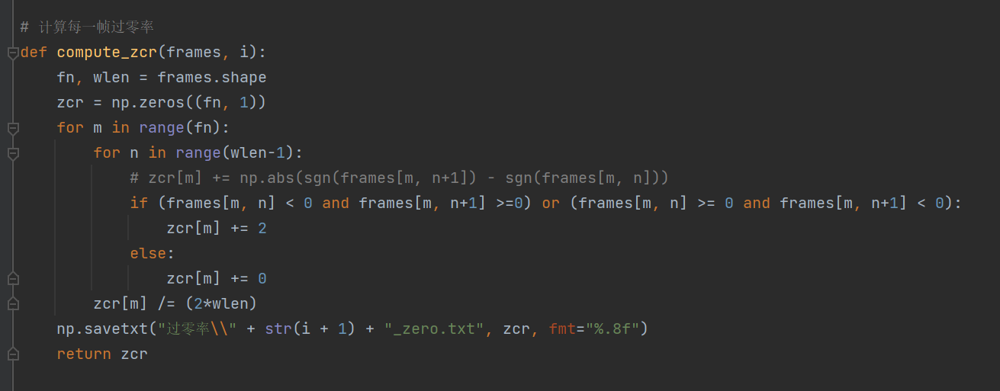 # 计算每一帧过零率
def compute_zcr(frames, i):
    fn, wlen = frames.shape
    zcr = np.zeros((fn, 1))
    for m in range(fn):
        for n in range(wlen-1):
            # zcr[m] += np.abs(sgn(frames[m, n+1]) - sgn(frames[m, n]))
            if (frames[m, n] < 0 and frames[m, n+1] >=0) or (frames[m, n] >= 0 and frames[m, n+1] < 0):
                zcr[m] += 2
            else:
                zcr[m] += 0
        zcr[m] /= (2*wlen)
    np.savetxt("过零率\\" + str(i + 1) + "_zero.txt", zcr, fmt="%.8f")
    return zcr